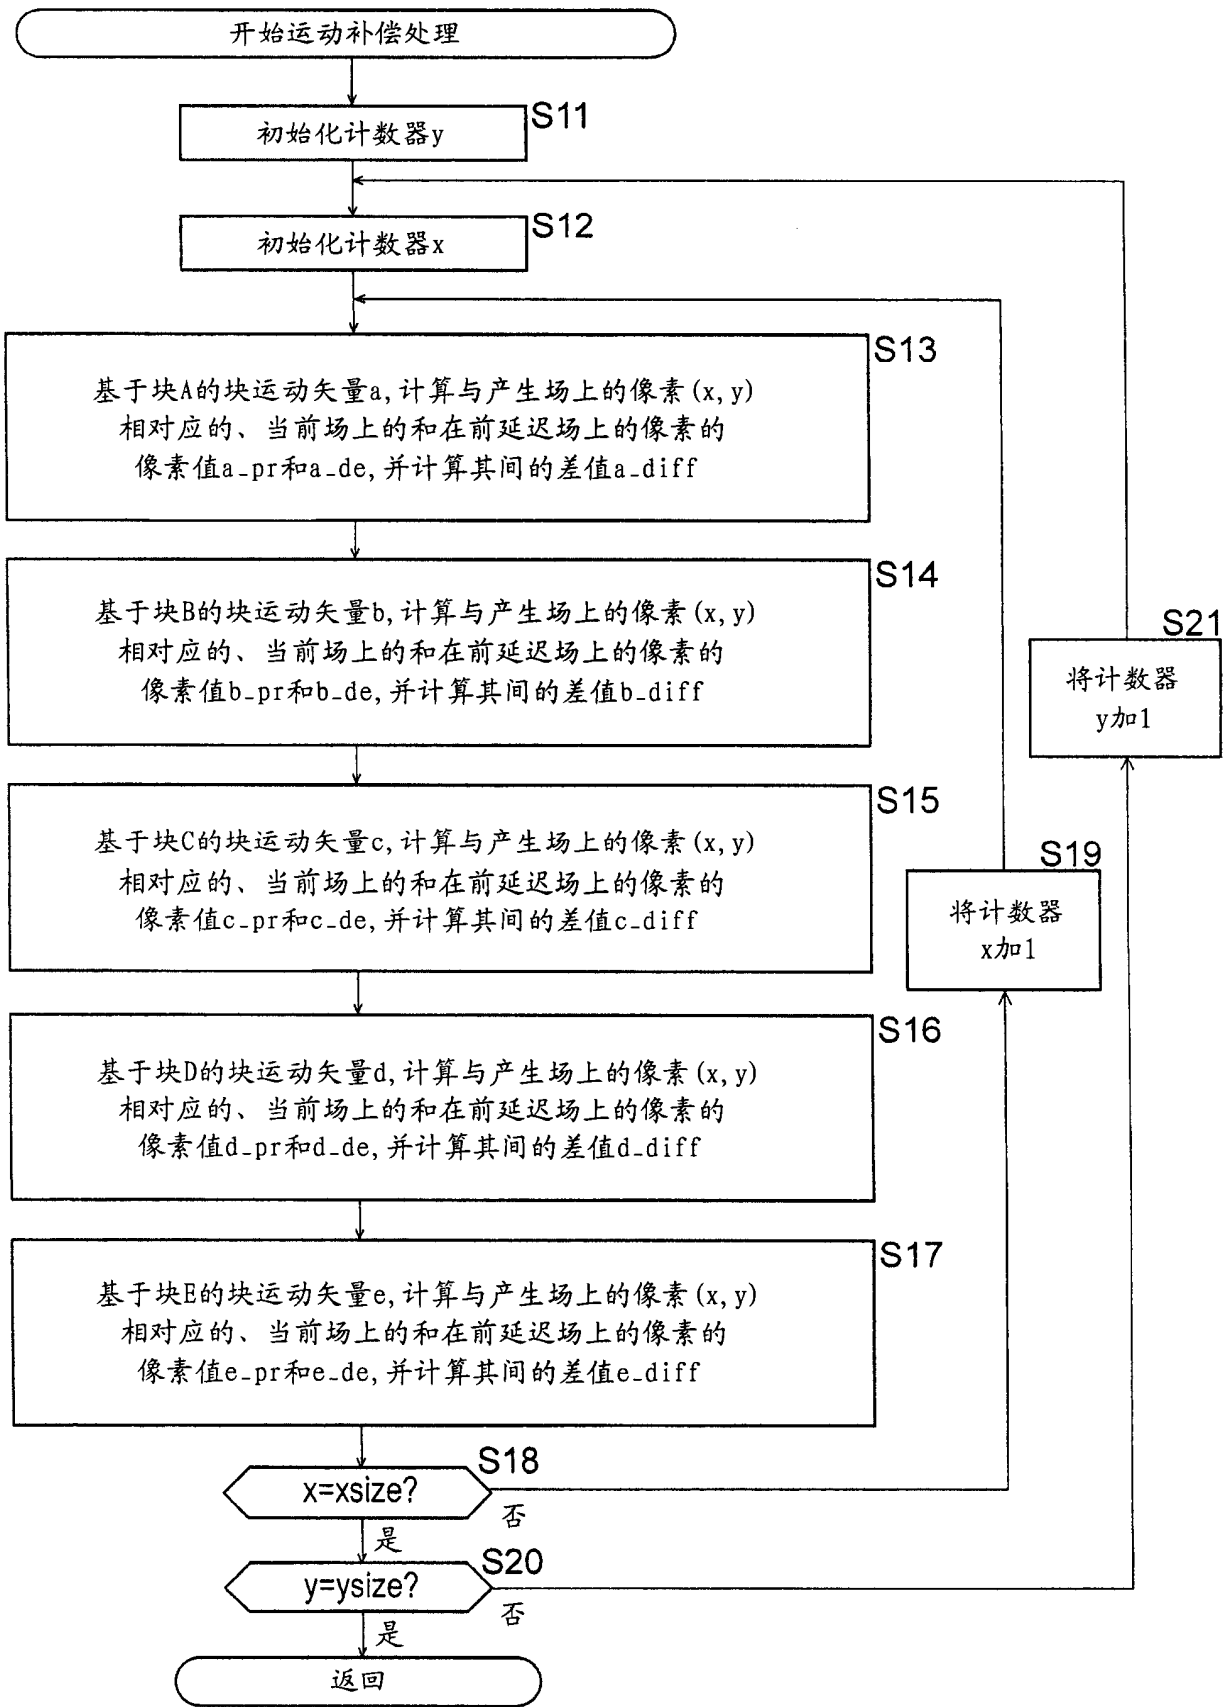 开始运动补偿处理
S11
初始化计数器y
S12
初始化计数器x
S13
基于块A的块运动矢量a,计算与产生场上的像素(x,y)
相对应的、当前场上的和在前延迟场上的像素的
像素值a_pr和a_de,并计算其间的差值a_diff
S14
基于块B的块运动矢量b,计算与产生场上的像素(x,y)
相对应的、当前场上的和在前延迟场上的像素的
像素值b_pr和b_de,并计算其间的差值b_diff
S21
将计数器
y加1
S15
基于块C的块运动矢量c,计算与产生场上的像素(x,y)
相对应的、当前场上的和在前延迟场上的像素的
像素值c_pr和c_de,并计算其间的差值c_diff
S19
将计数器
x加1
S16
基于块D的块运动矢量d,计算与产生场上的像素(x,y)
相对应的、当前场上的和在前延迟场上的像素的
像素值d_pr和d_de,并计算其间的差值d_diff
S17
基于块E的块运动矢量e,计算与产生场上的像素(x,y)
相对应的、当前场上的和在前延迟场上的像素的
像素值e_pr和e_de,并计算其间的差值e_diff
S18
x=xsize?
否
是
S20
y=ysize?
否
是
返回